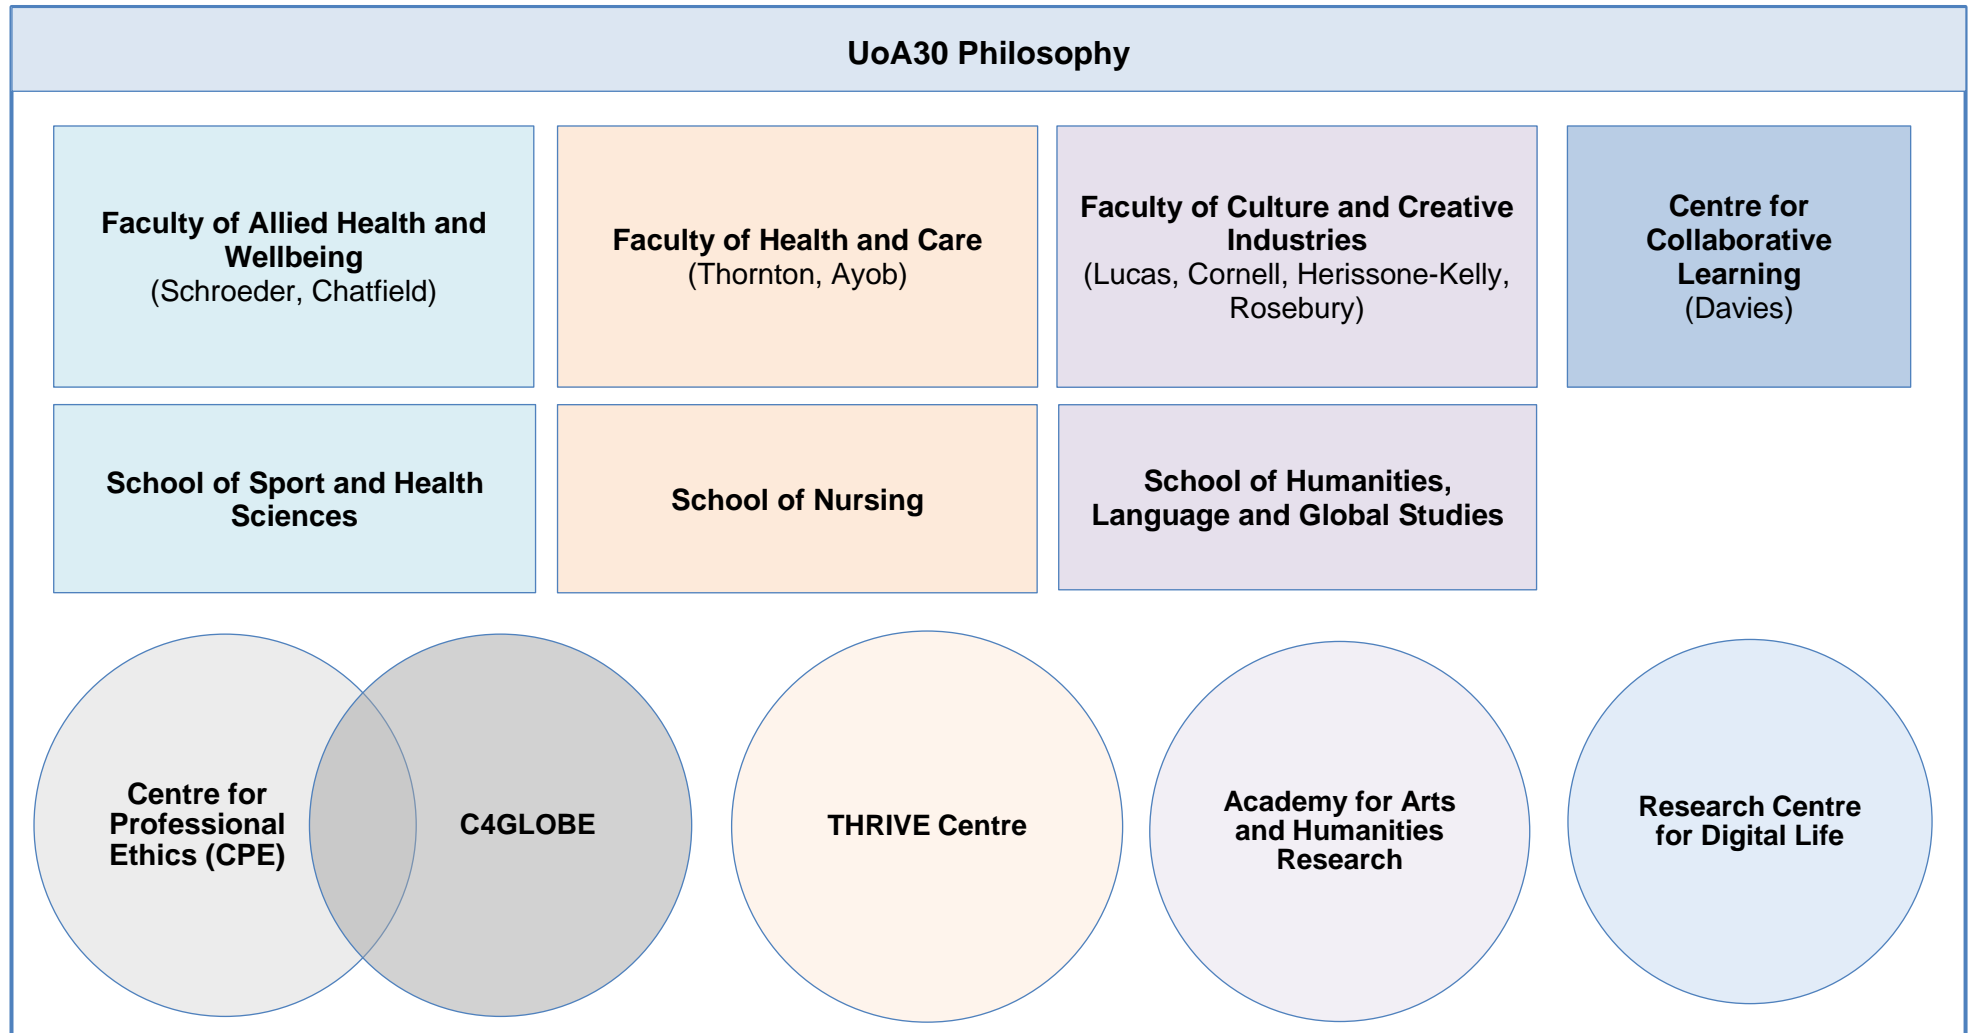 UoA30 Philosophy
Faculty of Allied Health and
Wellbeing
(Schroeder, Chatfield)
Faculty of Health and Care
(Thornton, Ayob)
Faculty of Culture and Creative
Industries
(Lucas, Cornell, Herissone-Kelly,
Rosebury)
Centre for
Collaborative
Learning
(Davies)
School of Sport and Health
Sciences
School of Nursing
School of Humanities,
Language and Global Studies
Centre for
Professional
Ethics (CPE)
C4GLOBE
THRIVE Centre
Academy for Arts
and Humanities
Research
Research Centre
for Digital Life